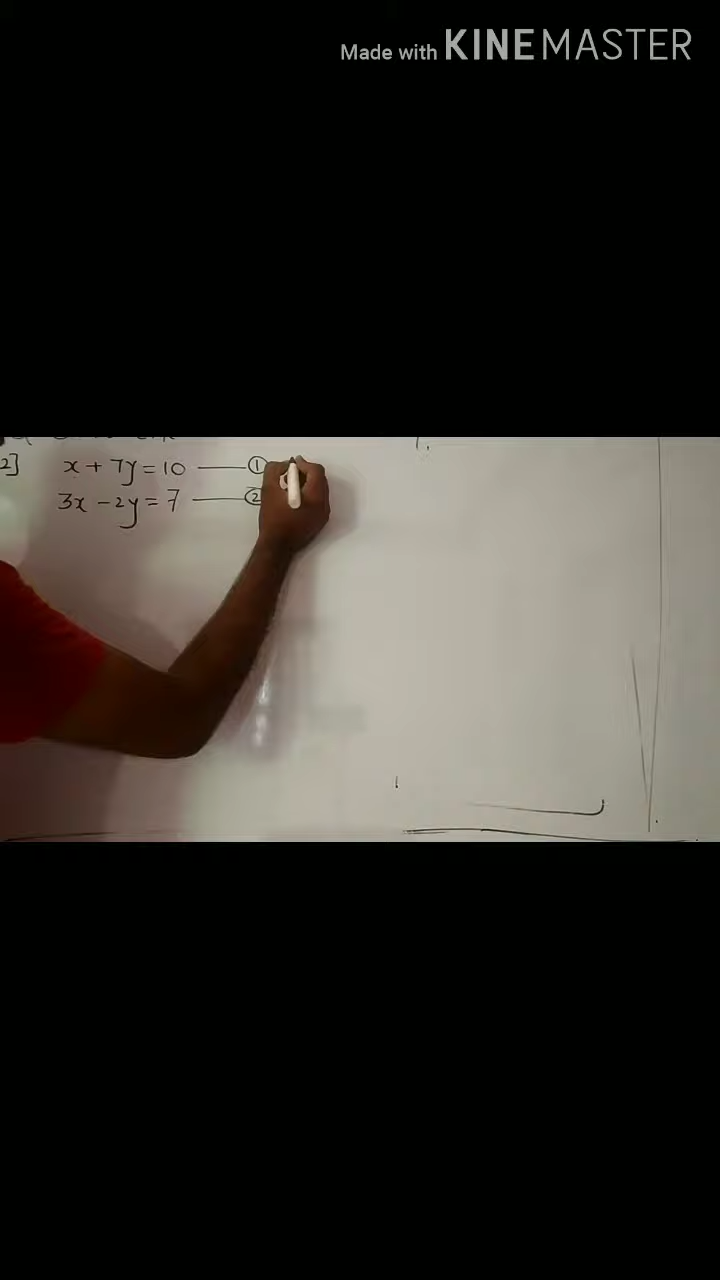 Made with KINEMASTER
2] x + 7y = 10 —— ①
3x - 2y = 7 —— ②